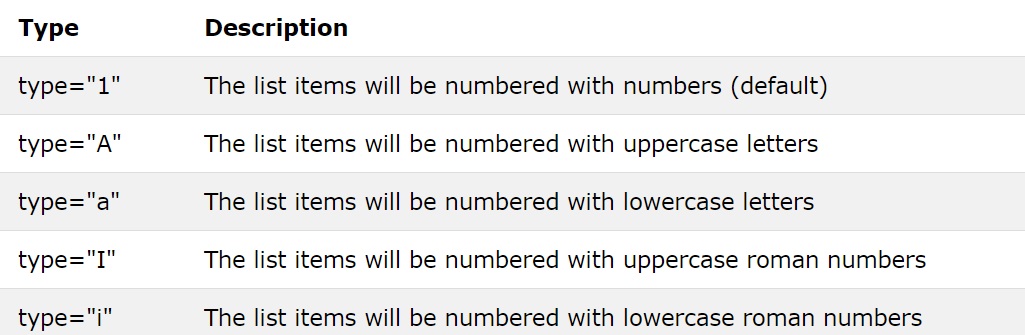 Type Description
type="1" The list items will be numbered with numbers (default)
type="A" The list items will be numbered with uppercase letters
type="a" The list items will be numbered with lowercase letters
type="I" The list items will be numbered with uppercase roman numbers
type="i" The list items will be numbered with lowercase roman numbers